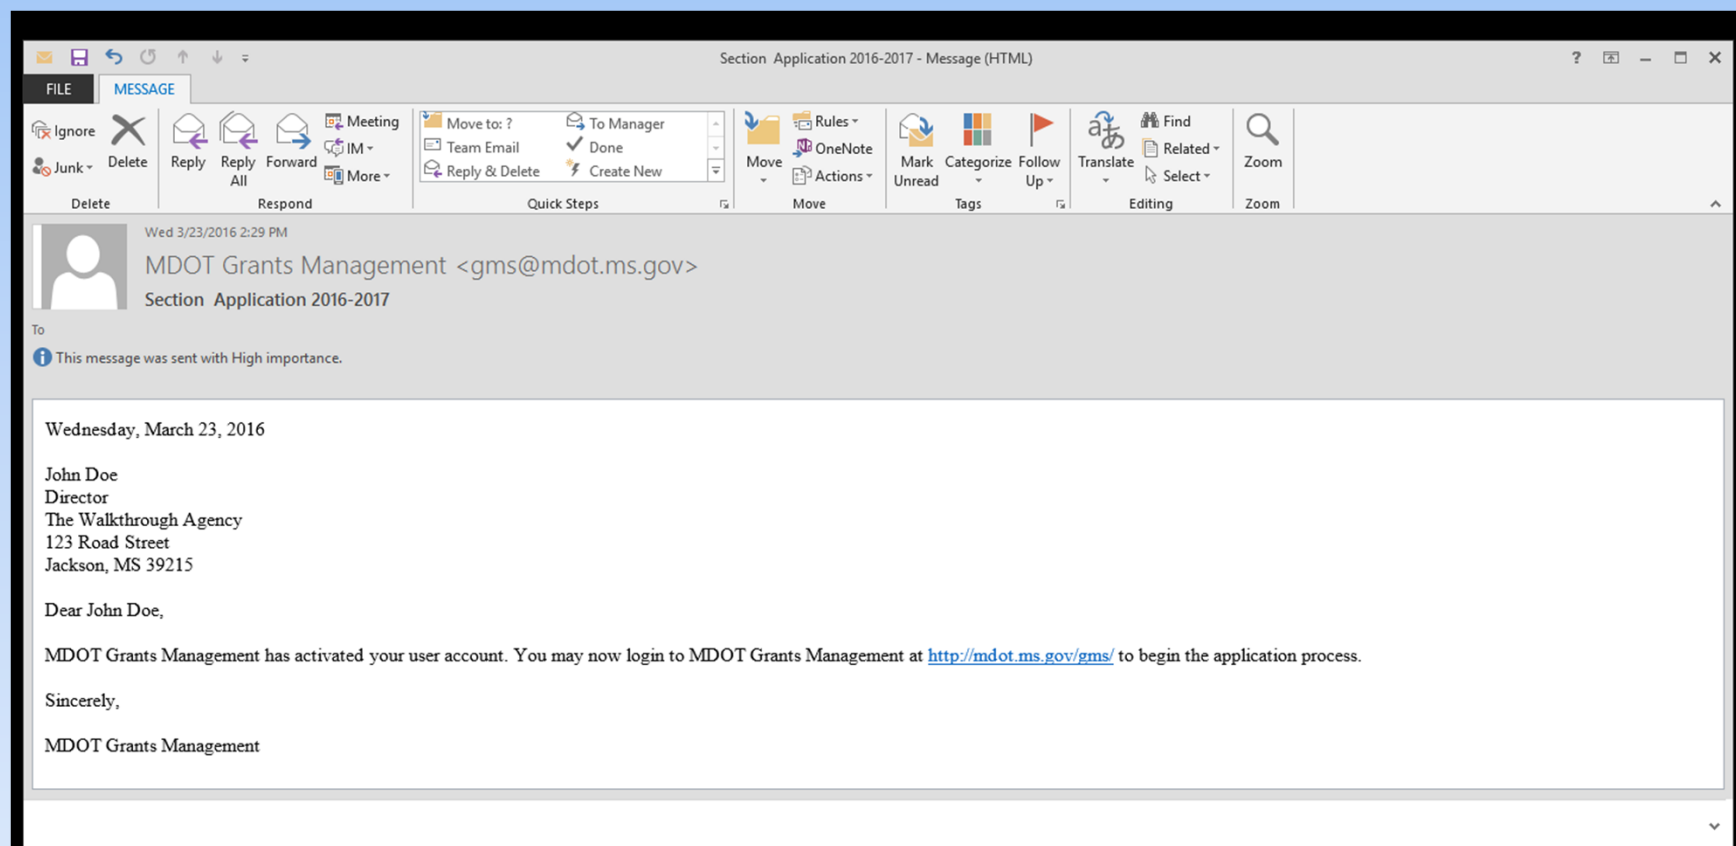 Section  Application 2016-2017 - Message (HTML)
?
FILE
MESSAGE
Ignore
Junk
Delete
Delete
Reply
Reply All
Forward
Meeting
IM
More
Respond
Move to: ?
Team Email
Reply & Delete
To Manager
Done
Create New
Quick Steps
Move
Rules
OneNote
Actions
Move
Mark Unread
Categorize
Follow Up
Tags
Translate
Find
Related
Select
Editing
Zoom
Zoom
Wed 3/23/2016 2:29 PM
MDOT Grants Management <gms@mdot.ms.gov>
Section  Application 2016-2017
To
This message was sent with High importance.
Wednesday, March 23, 2016
John Doe
Director
The Walkthrough Agency
123 Road Street
Jackson, MS 39215
Dear John Doe,
MDOT Grants Management has activated your user account. You may now login to MDOT Grants Management at http://mdot.ms.gov/gms/ to begin the application process.
Sincerely,
MDOT Grants Management